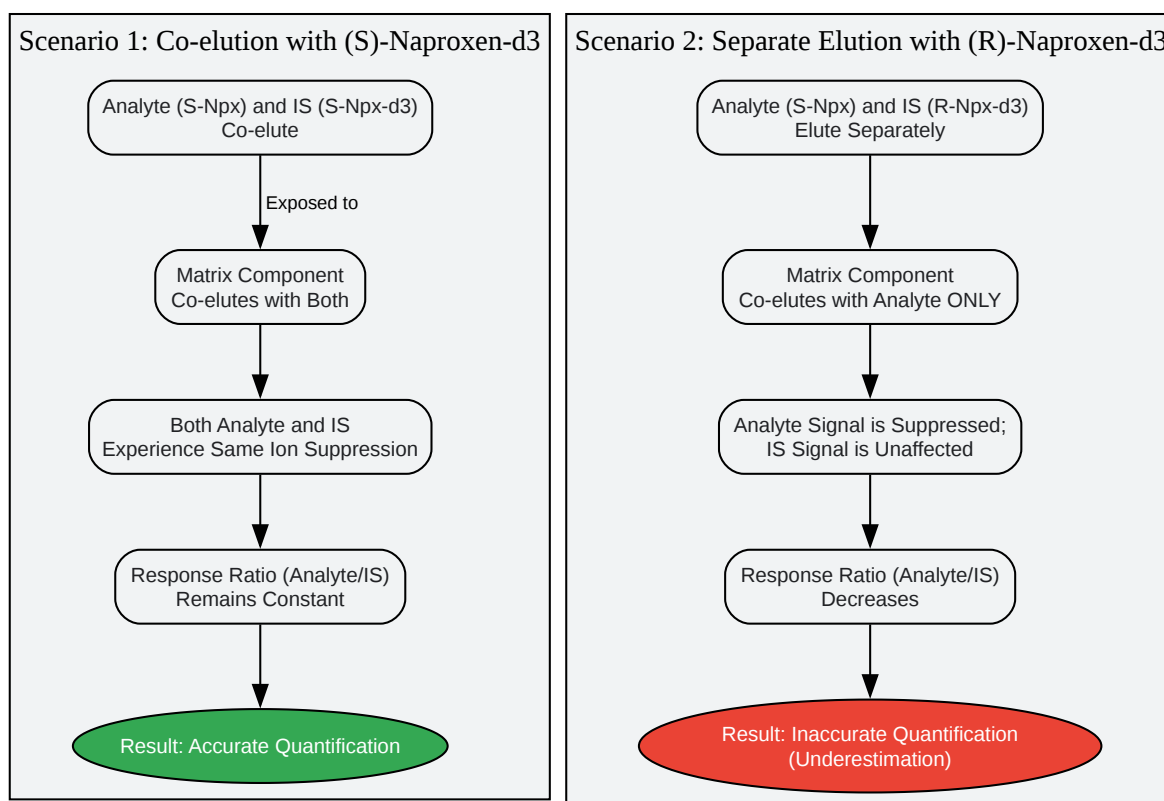 Scenario 1: Co-elution with (S)-Naproxen-d3
Analyte (S-Npx) and IS (S-Npx-d3)
Co-elute
Exposed to
Matrix Component
Co-elutes with Both
Both Analyte and IS
Experience Same Ion Suppression
Response Ratio (Analyte/IS)
Remains Constant
Result: Accurate Quantification
Scenario 2: Separate Elution with (R)-Naproxen-d3
Analyte (S-Npx) and IS (R-Npx-d3)
Elute Separately
Matrix Component
Co-elutes with Analyte ONLY
Analyte Signal is Suppressed;
IS Signal is Unaffected
Response Ratio (Analyte/IS)
Decreases
Result: Inaccurate Quantification
(Underestimation)